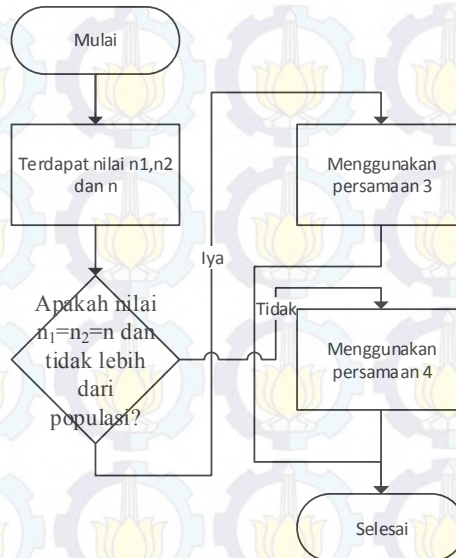 Mulai
Terdapat nilai n1,n2
dan n
Apakah nilai
n₁=n₂=n dan
tidak lebih
dari
populasi?
Iya
Tidak
Menggunakan
persamaan 3
Menggunakan
persamaan 4
Selesai